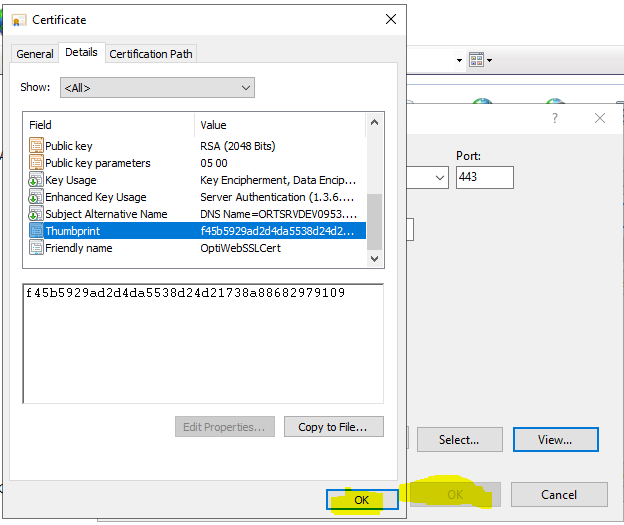 Certificate
General Details Certification Path
Show: <All>
Field Value
Public key RSA (2048 Bits)
Public key parameters 05 00
Key Usage Key Encipherment, Data Encip...
Enhanced Key Usage Server Authentication (1.3.6....
Subject Alternative Name DNS Name=ORTSRVDEV0953....
Thumbprint f45b5929ad2d4da5538d24d2...
Friendly name OptiWebSSLCert
f45b5929ad2d4da5538d24d21738a88682979109
Edit Properties... Copy to File...
OK
?
Port:
443
Select... View...
OK Cancel